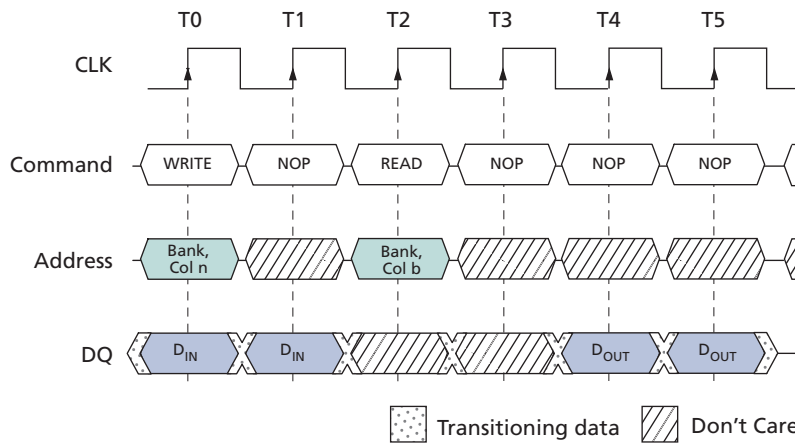 T0 T1 T2 T3 T4 T5
CLK
Command WRITE NOP READ NOP NOP NOP
Address Bank, Col n Bank, Col b
DQ DIN DIN DOUT DOUT
Transitioning data Don't Care